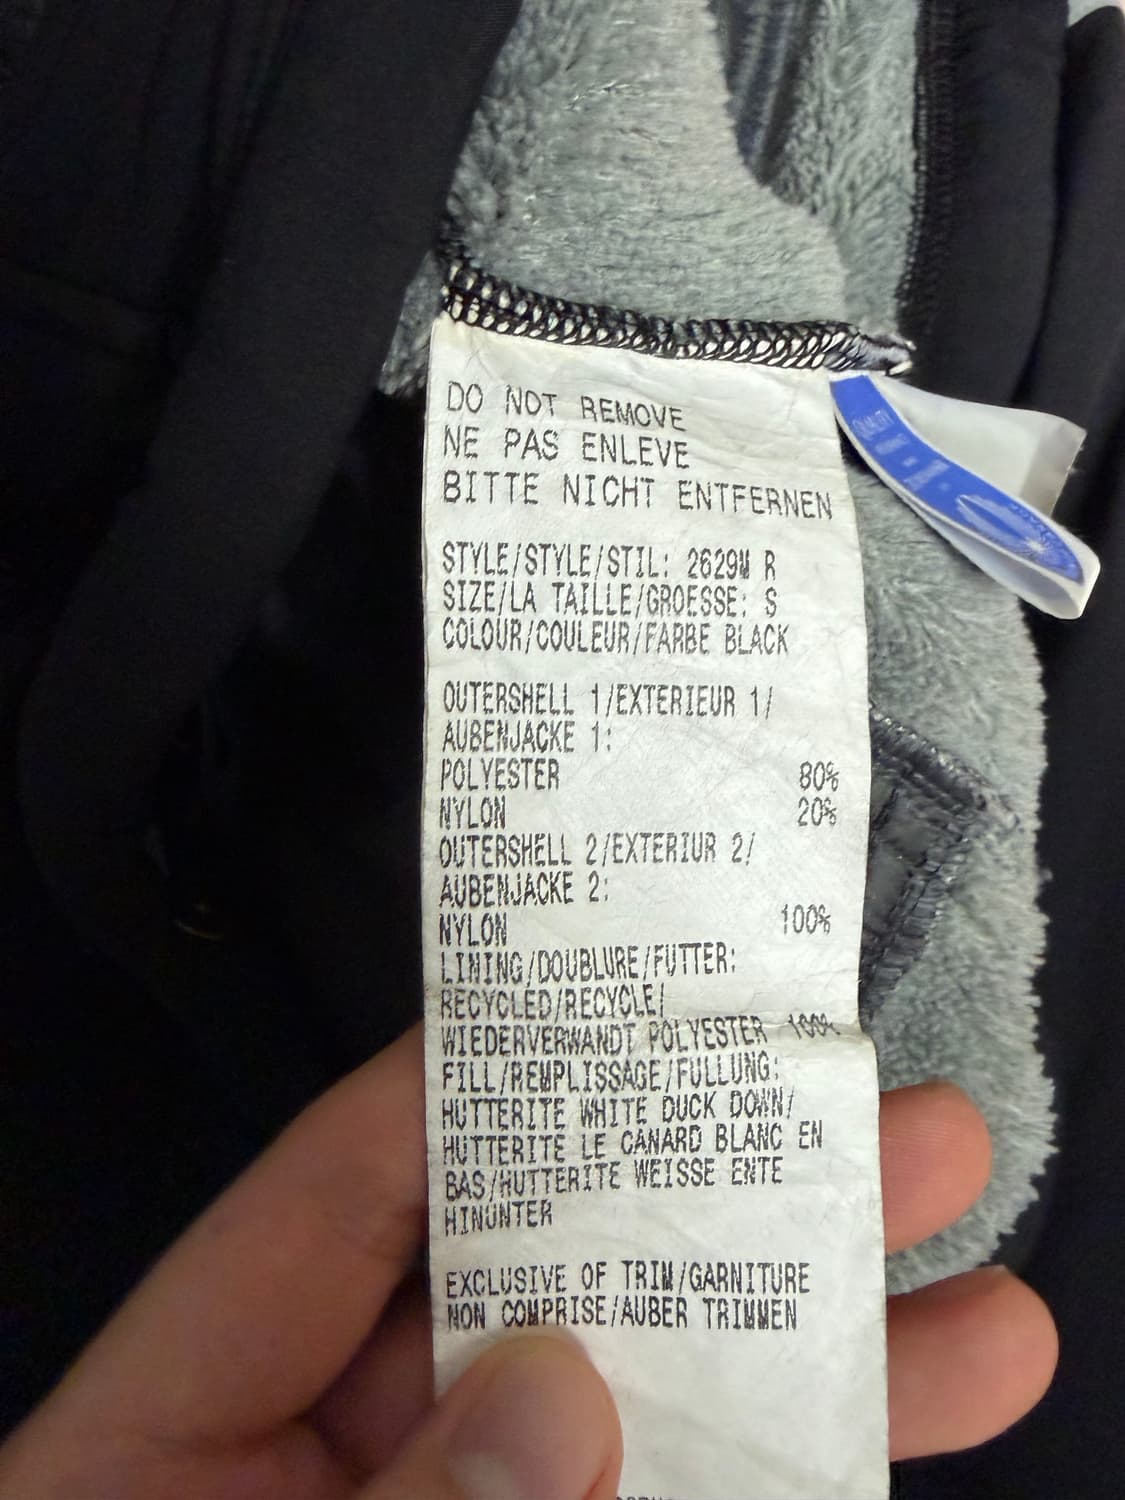 DO NOT REMOVE
NE PAS ENLEVE
BITTE NICHT ENTFERNEN
STYLE/STYLE/STIL: 2629M R
SIZE/LA TAILLE/GROESSE: S
COLOUR/COULEUR/FARBE BLACK
OUTERSHELL 1/EXTERIEUR 1/
AUBENJACKE 1:
POLYESTER 80%
NYLON 20%
OUTERSHELL 2/EXTERIUR 2/
AUBENJACKE 2:
NYLON 100%
LINING/DOUBLURE/FUTTER:
RECYCLED/RECYCLE/
WIEDERVERWANDT POLYESTER 100%
FILL/REMPLISSAGE/FULLUNG:
HUTTERITE WHITE DUCK DOWN/
HUTTERITE LE CANARD BLANC EN
BAS/HUTTERITE WEISSE ENTE
HINUNTER
EXCLUSIVE OF TRIM/GARNITURE
NON COMPRISE/AUBER TRIMMEN